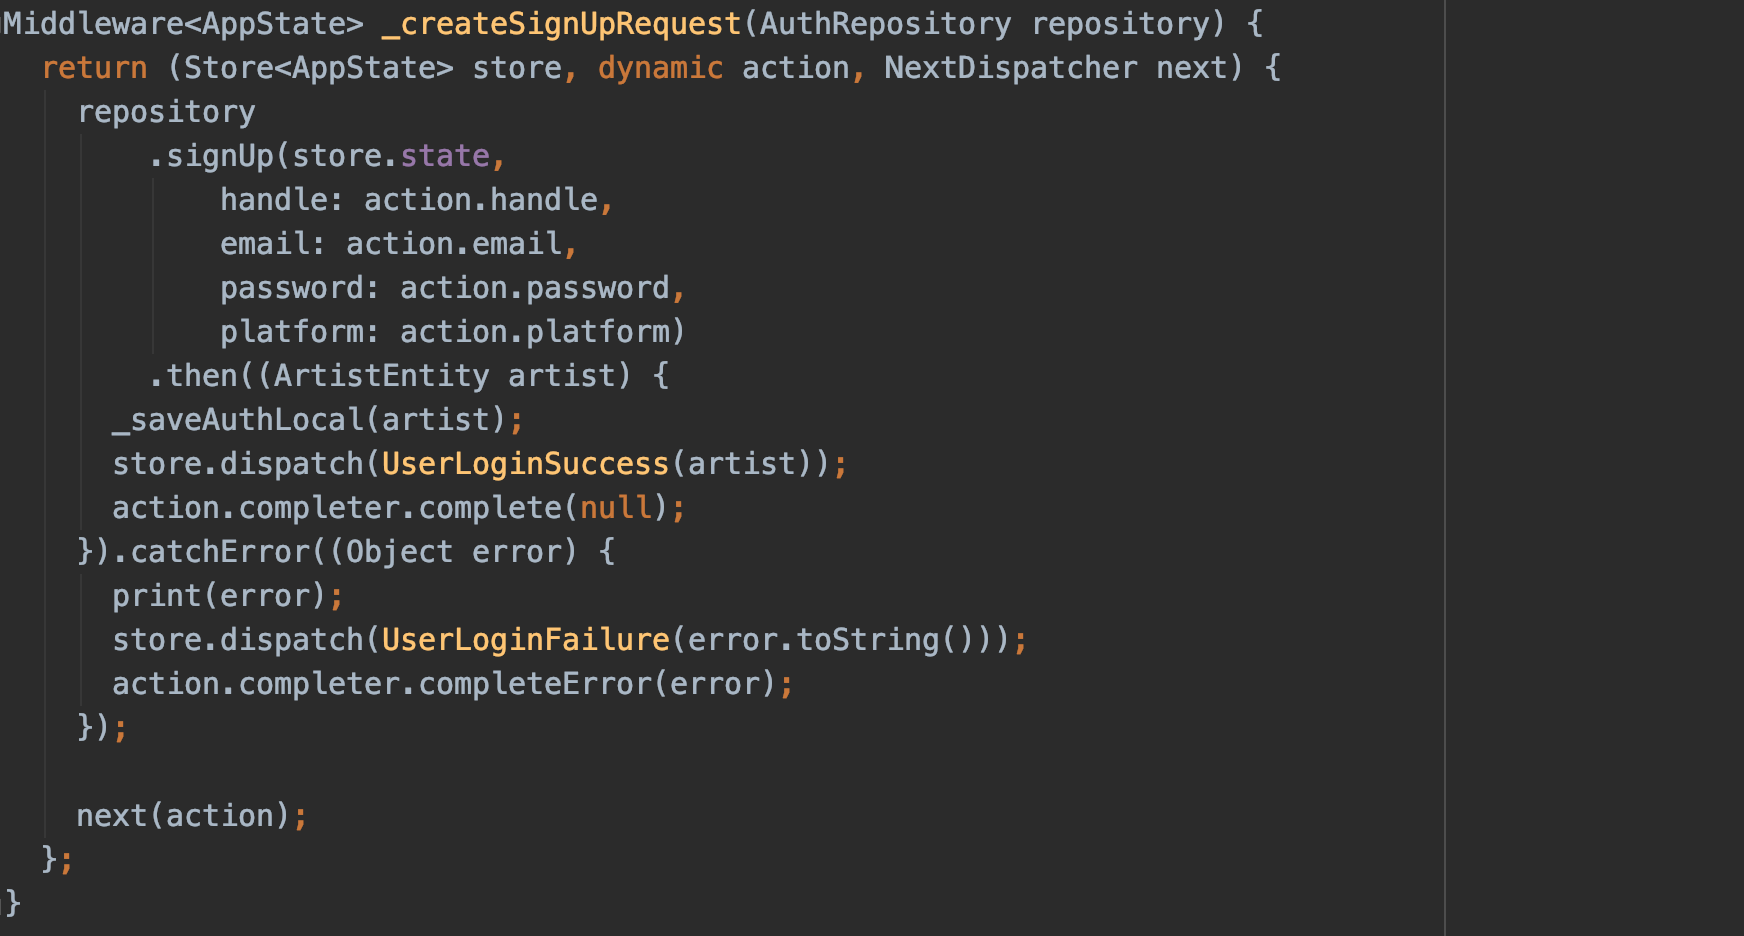 Middleware<AppState> _createSignUpRequest(AuthRepository repository) {
return (Store<AppState> store, dynamic action, NextDispatcher next) {
repository
.signUp(store.state,
handle: action.handle,
email: action.email,
password: action.password,
platform: action.platform)
.then((ArtistEntity artist) {
_saveAuthLocal(artist);
store.dispatch(UserLoginSuccess(artist));
action.completer.complete(null);
}).catchError((Object error) {
print(error);
store.dispatch(UserLoginFailure(error.toString()));
action.completer.completeError(error);
});
next(action);
};
}